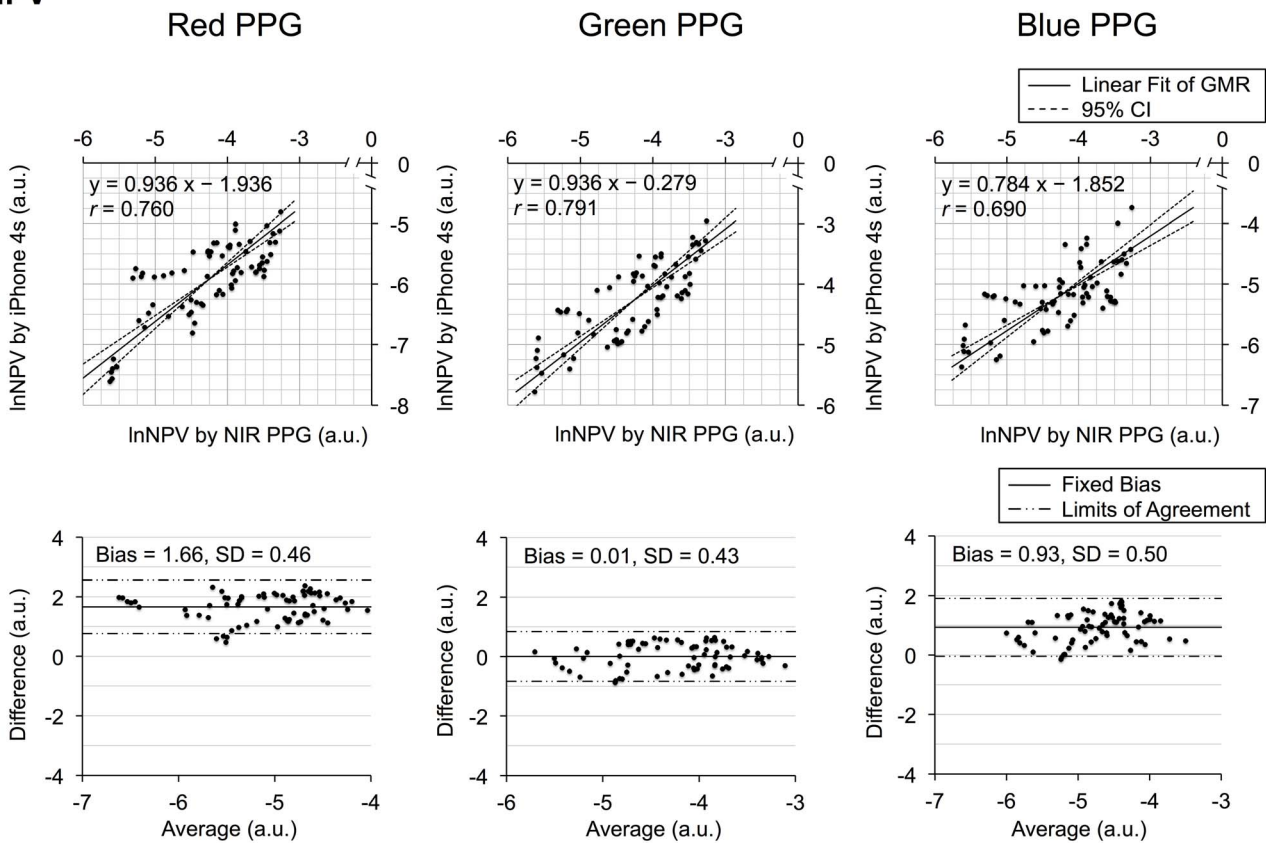 Red PPG
Green PPG
Blue PPG
Linear Fit of GMR
95% CI
-6 -5 -4 -3 0
-6 -5 -4 -3 0
-6 -5 -4 -3 0
lnNPV by iPhone 4s (a.u.)
y = 0.936 x − 1.936
r = 0.760
0
-5
-6
-7
-8
lnNPV by NIR PPG (a.u.)
lnNPV by iPhone 4s (a.u.)
y = 0.936 x − 0.279
r = 0.791
0
-3
-4
-5
-6
lnNPV by NIR PPG (a.u.)
lnNPV by iPhone 4s (a.u.)
y = 0.784 x − 1.852
r = 0.690
0
-4
-5
-6
-7
lnNPV by NIR PPG (a.u.)
Fixed Bias
Limits of Agreement
Difference (a.u.)
4
2
0
-2
-4
Bias = 1.66, SD = 0.46
-7 -6 -5 -4
Average (a.u.)
Difference (a.u.)
4
2
0
-2
-4
Bias = 0.01, SD = 0.43
-6 -5 -4 -3
Average (a.u.)
Difference (a.u.)
4
2
0
-2
-4
Bias = 0.93, SD = 0.50
-7 -6 -5 -4 -3
Average (a.u.)